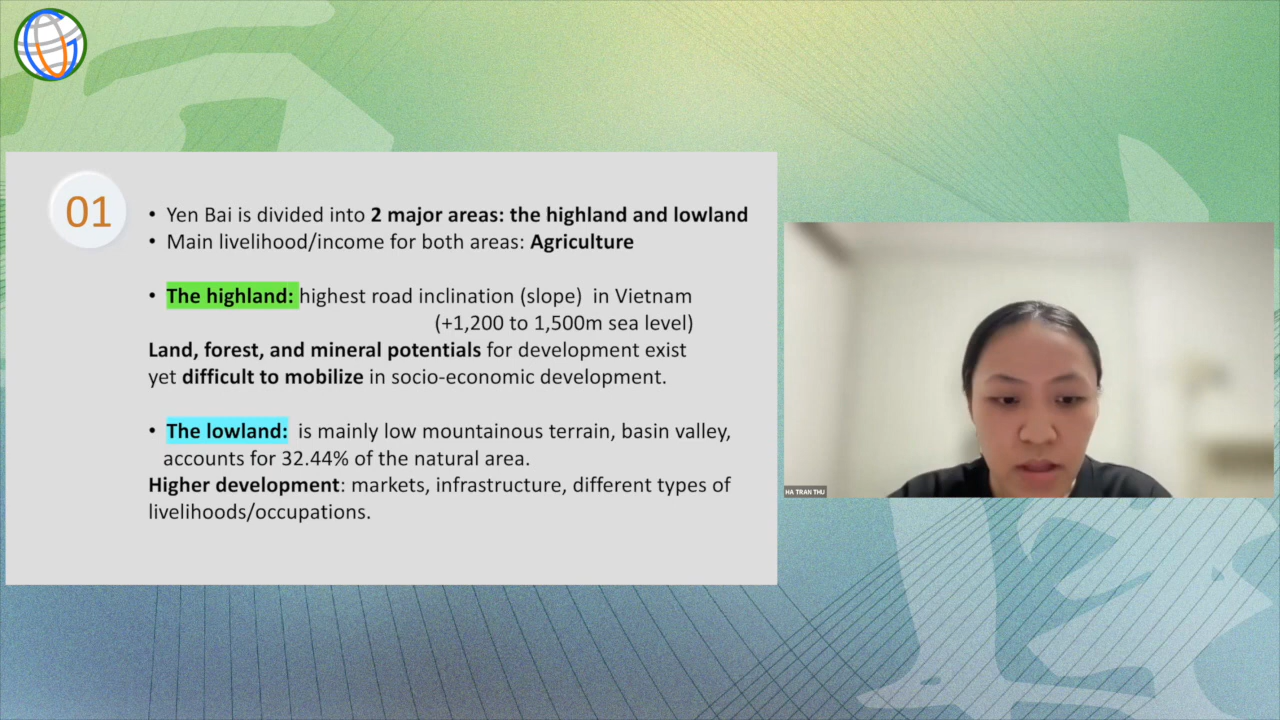 01
• Yen Bai is divided into 2 major areas: the highland and lowland
• Main livelihood/income for both areas: Agriculture
• The highland: highest road inclination (slope) in Vietnam
(+1,200 to 1,500m sea level)
Land, forest, and mineral potentials for development exist
yet difficult to mobilize in socio-economic development.
• The lowland: is mainly low mountainous terrain, basin valley,
accounts for 32.44% of the natural area.
Higher development: markets, infrastructure, different types of
livelihoods/occupations.
HA TRAN THU